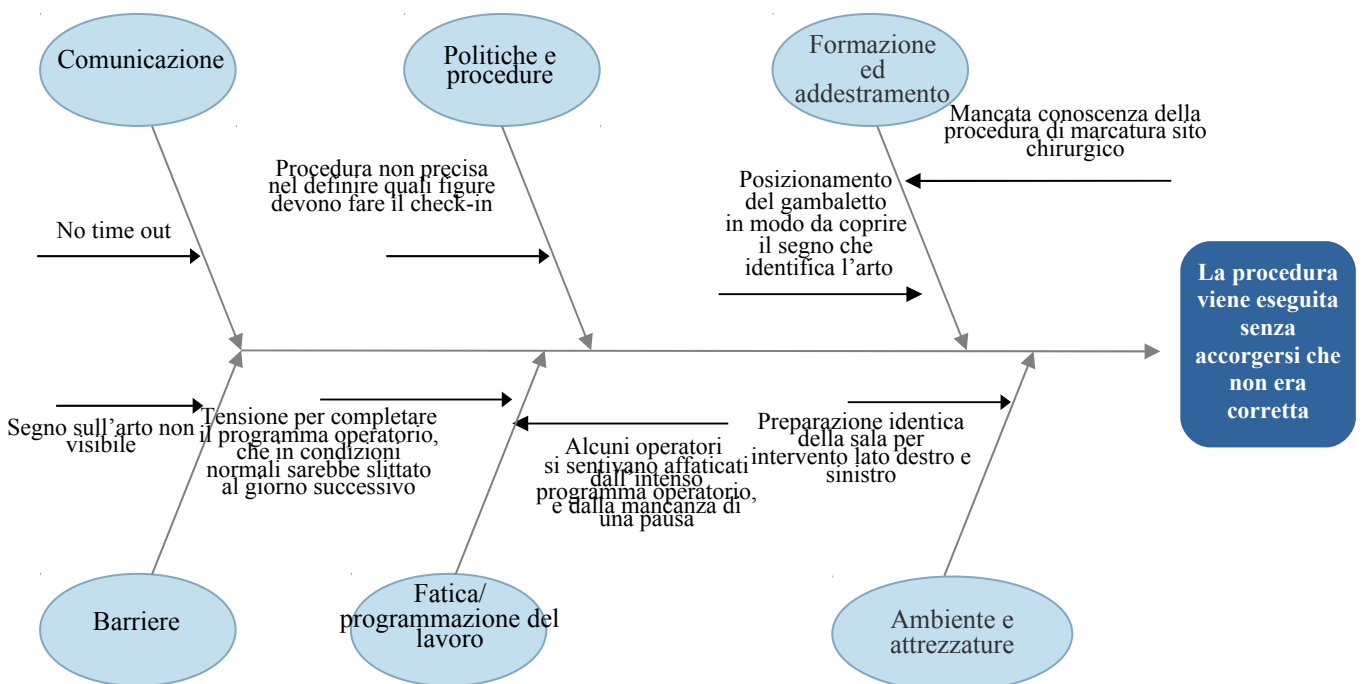 Comunicazione
Politiche e
procedure
Formazione
ed
addestramento
Mancata conoscenza della
procedura di marcatura sito
chirurgico
Procedura non precisa
nel definire quali figure
devono fare il check-in
Posizionamento
del gambaletto
in modo da coprire
il segno che
identifica l’arto
No time out
La procedura
viene eseguita
senza
accorgersi che
non era
corretta
Segno sull’arto non
visibile
Tensione per completare
il programma operatorio,
che in condizioni
normali sarebbe slittato
al giorno successivo
Alcuni operatori
si sentivano affaticati
dall’intenso
programma operatorio,
e dalla mancanza di
una pausa
Preparazione identica
della sala per
intervento lato destro e
sinistro
Barriere
Fatica/
programmazione del
lavoro
Ambiente e
attrezzature